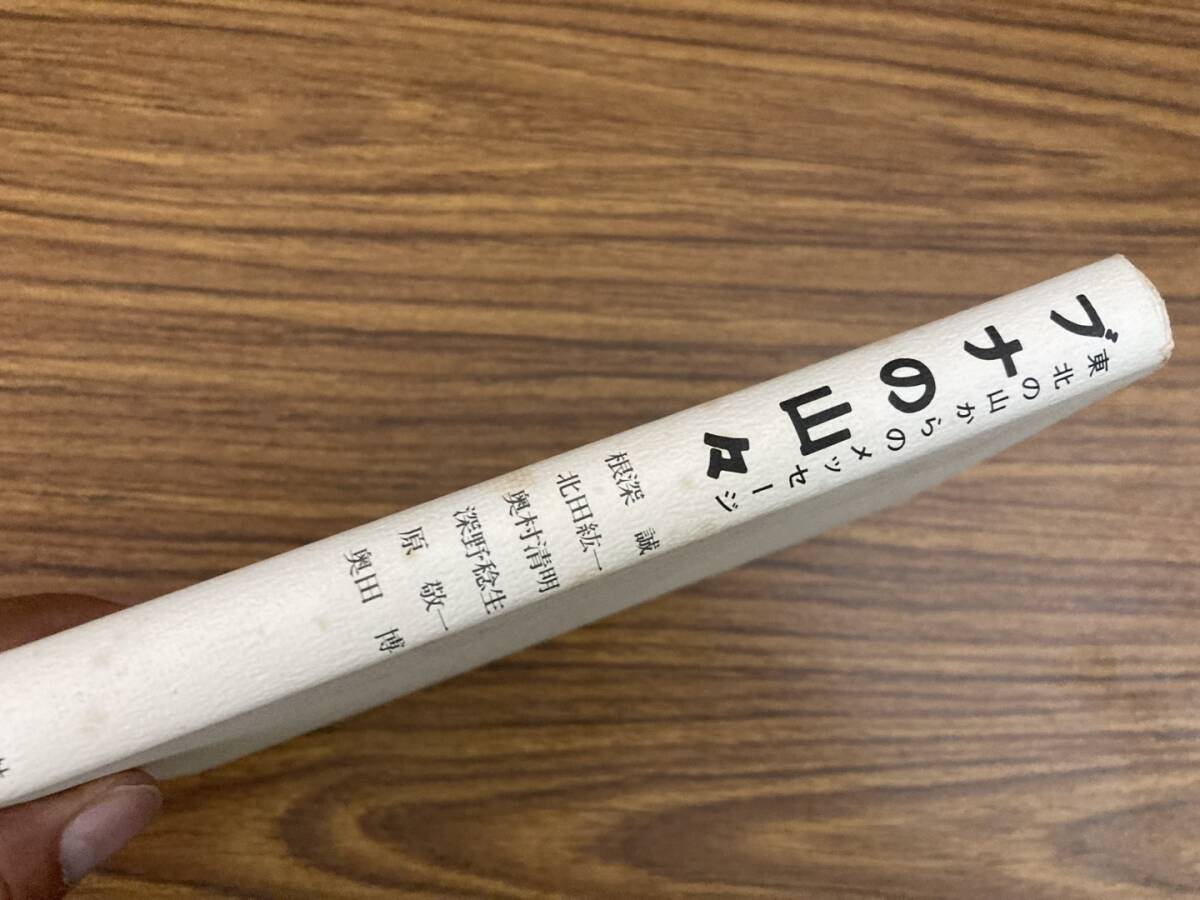 ブナの山々
東北の山からのメッセージ
根深 誠
北田紘一
奥村清明
深野稔生
原 敬一
奥田 博